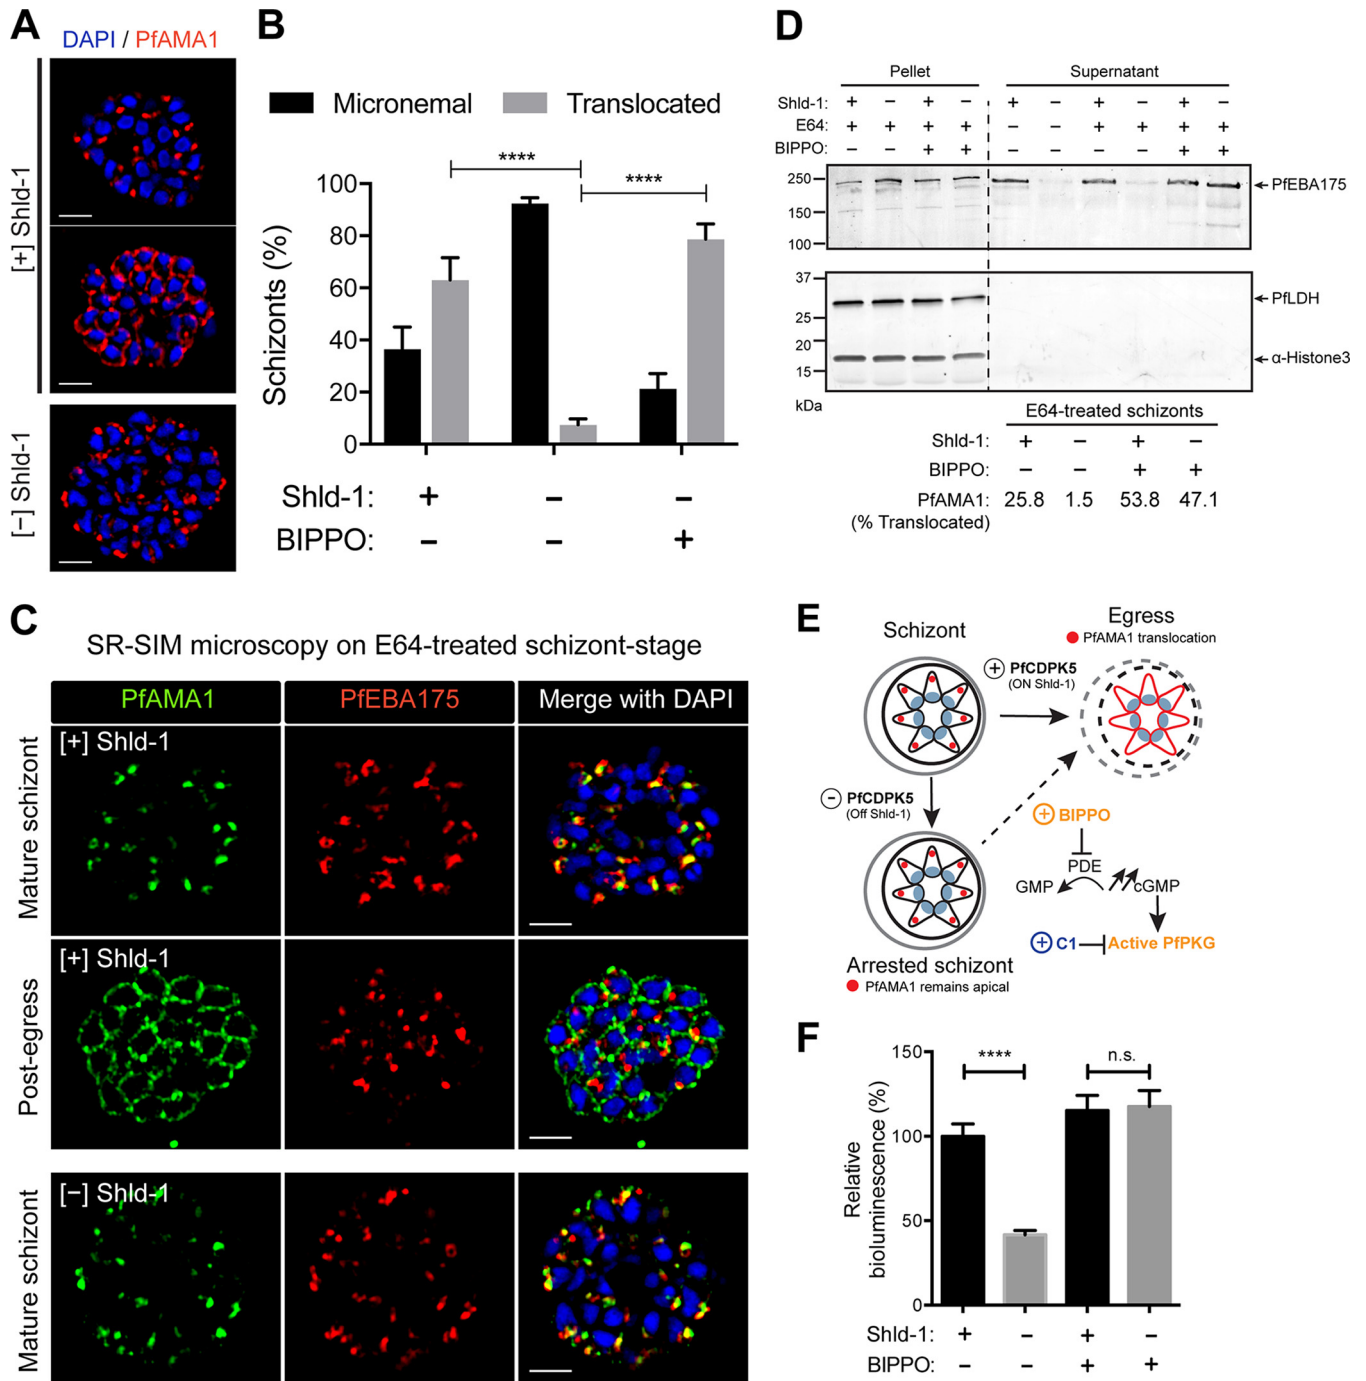 A
DAPI / PfAMA1
[+] Shld-1
[−] Shld-1
B
Micronemal
Translocated
****
****
Schizonts (%)
100
80
60
40
20
0
Shld-1: + − −
BIPPO: − − +
C
SR-SIM microscopy on E64-treated schizont-stage
PfAMA1
PfEBA175
Merge with DAPI
Mature schizont
[+] Shld-1
Post-egress
[+] Shld-1
Mature schizont
[−] Shld-1
D
Pellet
Supernatant
Shld-1: + − + − + − + − + −
E64: + + + + − − + + + +
BIPPO: − − + + − − − − + +
250
150
100
PfEBA175
37
25
20
15
kDa
PfLDH
α-Histone3
E64-treated schizonts
Shld-1: + − + −
BIPPO: − − + +
PfAMA1: 25.8 1.5 53.8 47.1
(% Translocated)
E
Schizont
Egress
PfAMA1 translocation
+ PfCDPK5
(ON Shld-1)
− PfCDPK5
(Off Shld-1)
+ BIPPO
PDE
GMP
cGMP
+ C1
Active PfPKG
Arrested schizont
PfAMA1 remains apical
F
Relative
bioluminescence (%)
150
100
50
0
****
n.s.
Shld-1: + − + −
BIPPO: − − + +